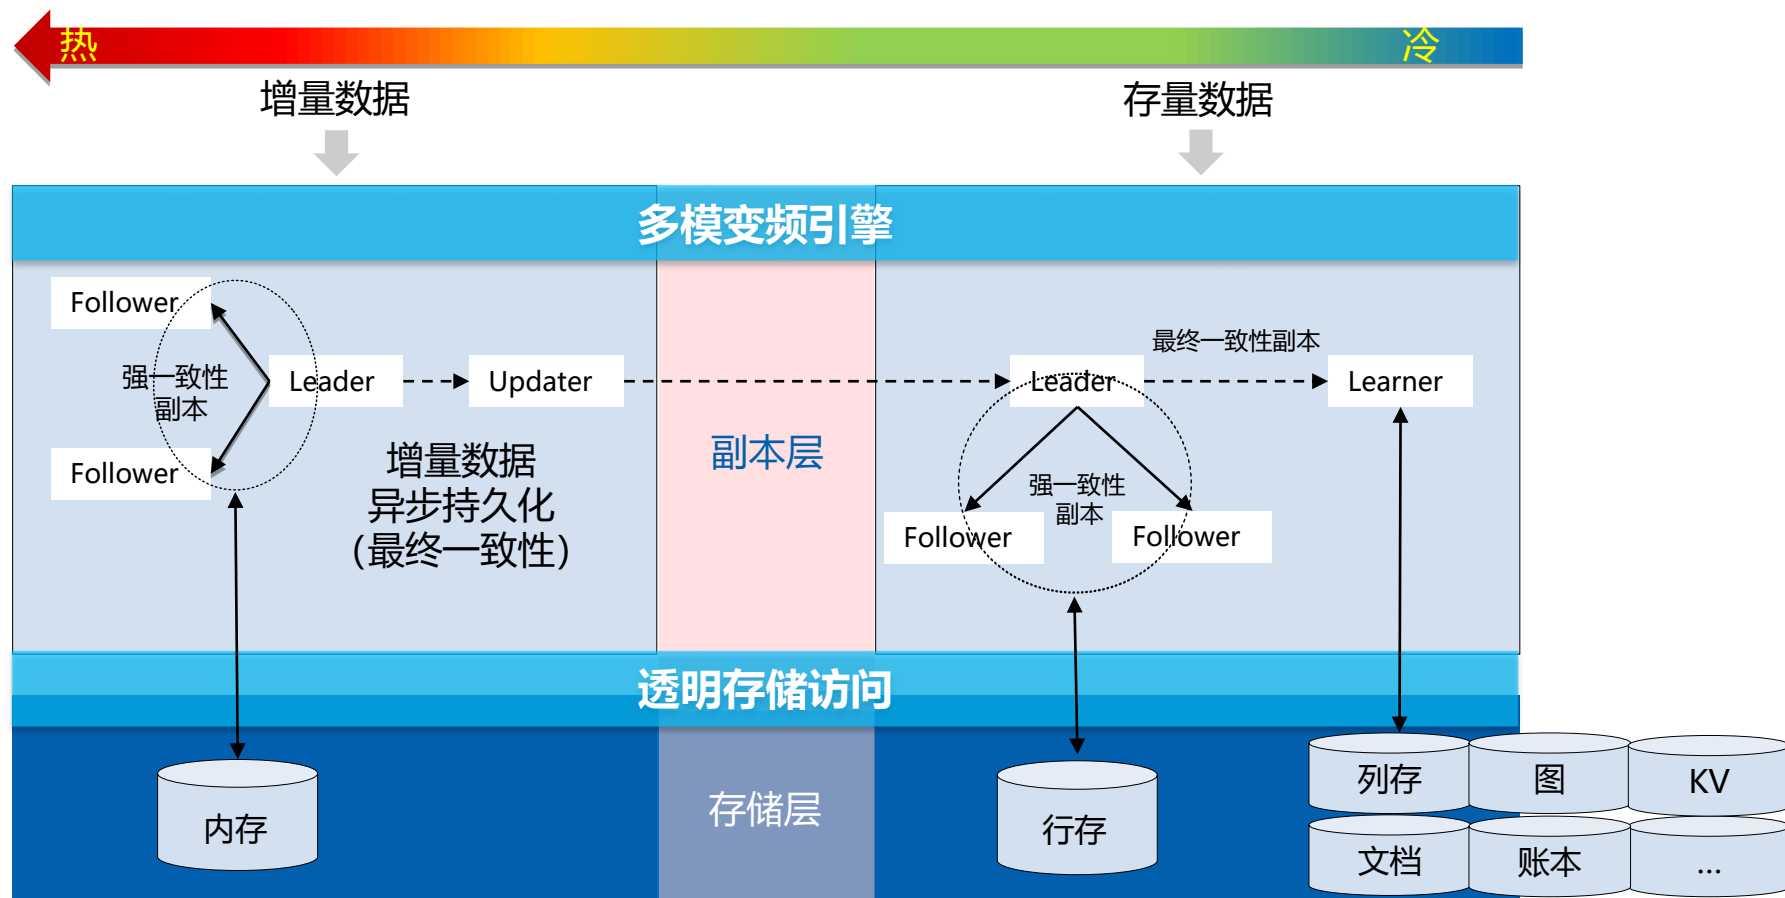 热
冷
增量数据
存量数据
多模变频引擎
Follower
强一致性
副本
Leader
Updater
Follower
增量数据
异步持久化
（最终一致性）
副本层
最终一致性副本
Leader
Learner
强一致性
副本
Follower
Follower
透明存储访问
内存
存储层
行存
列存
图
KV
文档
账本
...